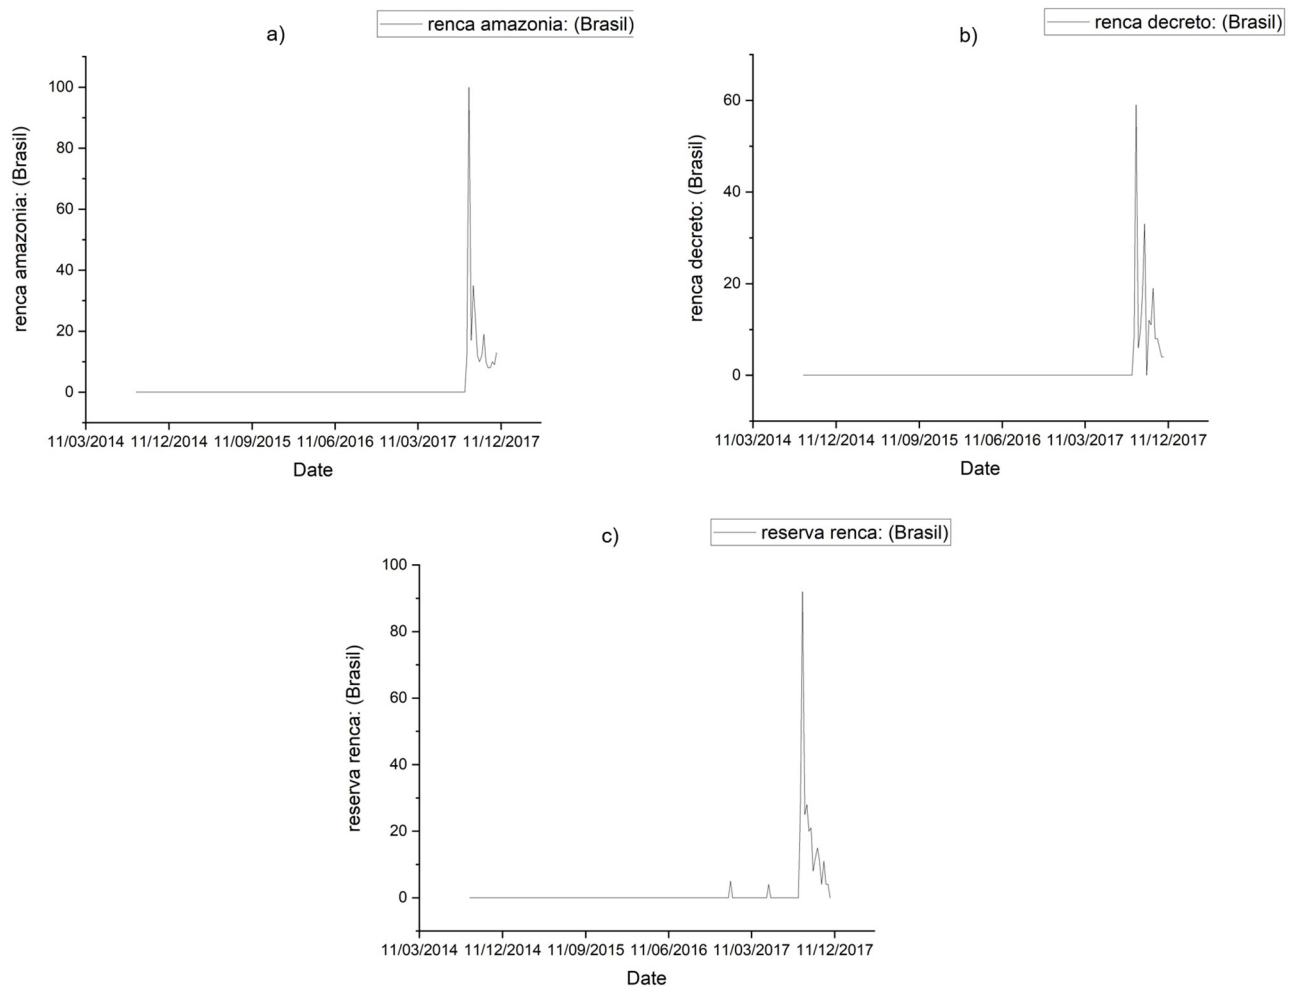 a)
renca amazonia: (Brasil)
renca amazonia: (Brasil)
100
80
60
40
20
0
11/03/2014 11/12/2014 11/09/2015 11/06/2016 11/03/2017 11/12/2017
Date
b)
renca decreto: (Brasil)
renca decreto: (Brasil)
60
40
20
0
11/03/2014 11/12/2014 11/09/2015 11/06/2016 11/03/2017 11/12/2017
Date
c)
reserva renca: (Brasil)
reserva renca: (Brasil)
100
80
60
40
20
0
11/03/2014 11/12/2014 11/09/2015 11/06/2016 11/03/2017 11/12/2017
Date